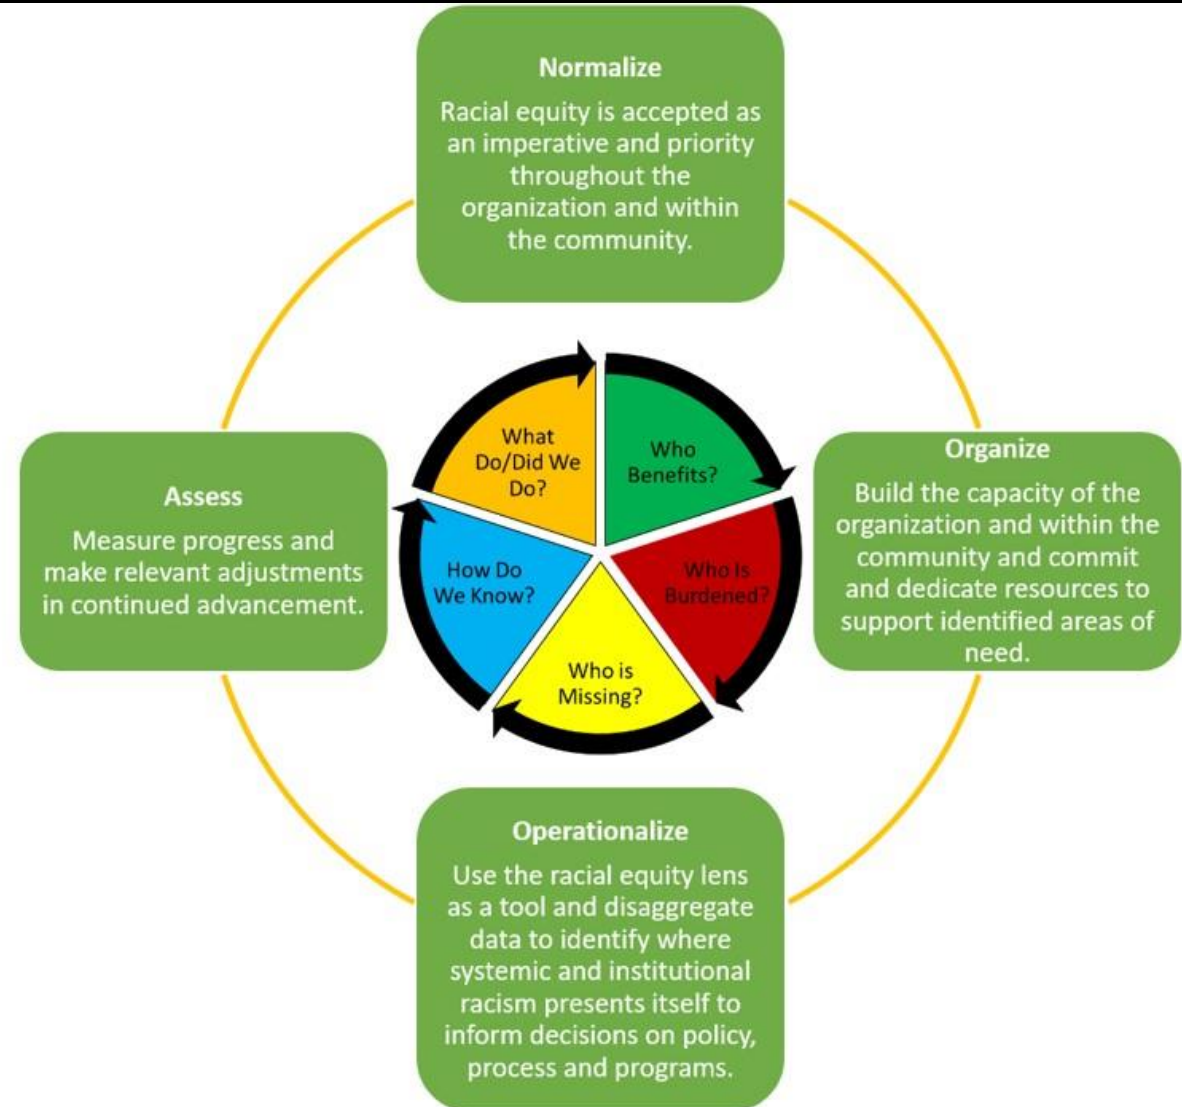 Normalize
Racial equity is accepted as
an imperative and priority
throughout the
organization and within
the community.
Organize
Build the capacity of the
organization and within the
community and commit
and dedicate resources to
support identified areas of
need.
Operationalize
Use the racial equity lens
as a tool and disaggregate
data to identify where
systemic and institutional
racism presents itself to
inform decisions on policy,
process and programs.
Assess
Measure progress and
make relevant adjustments
in continued advancement.
What
Do/Did We
Do?
Who
Benefits?
Who Is
Burdened?
Who is
Missing?
How Do
We Know?